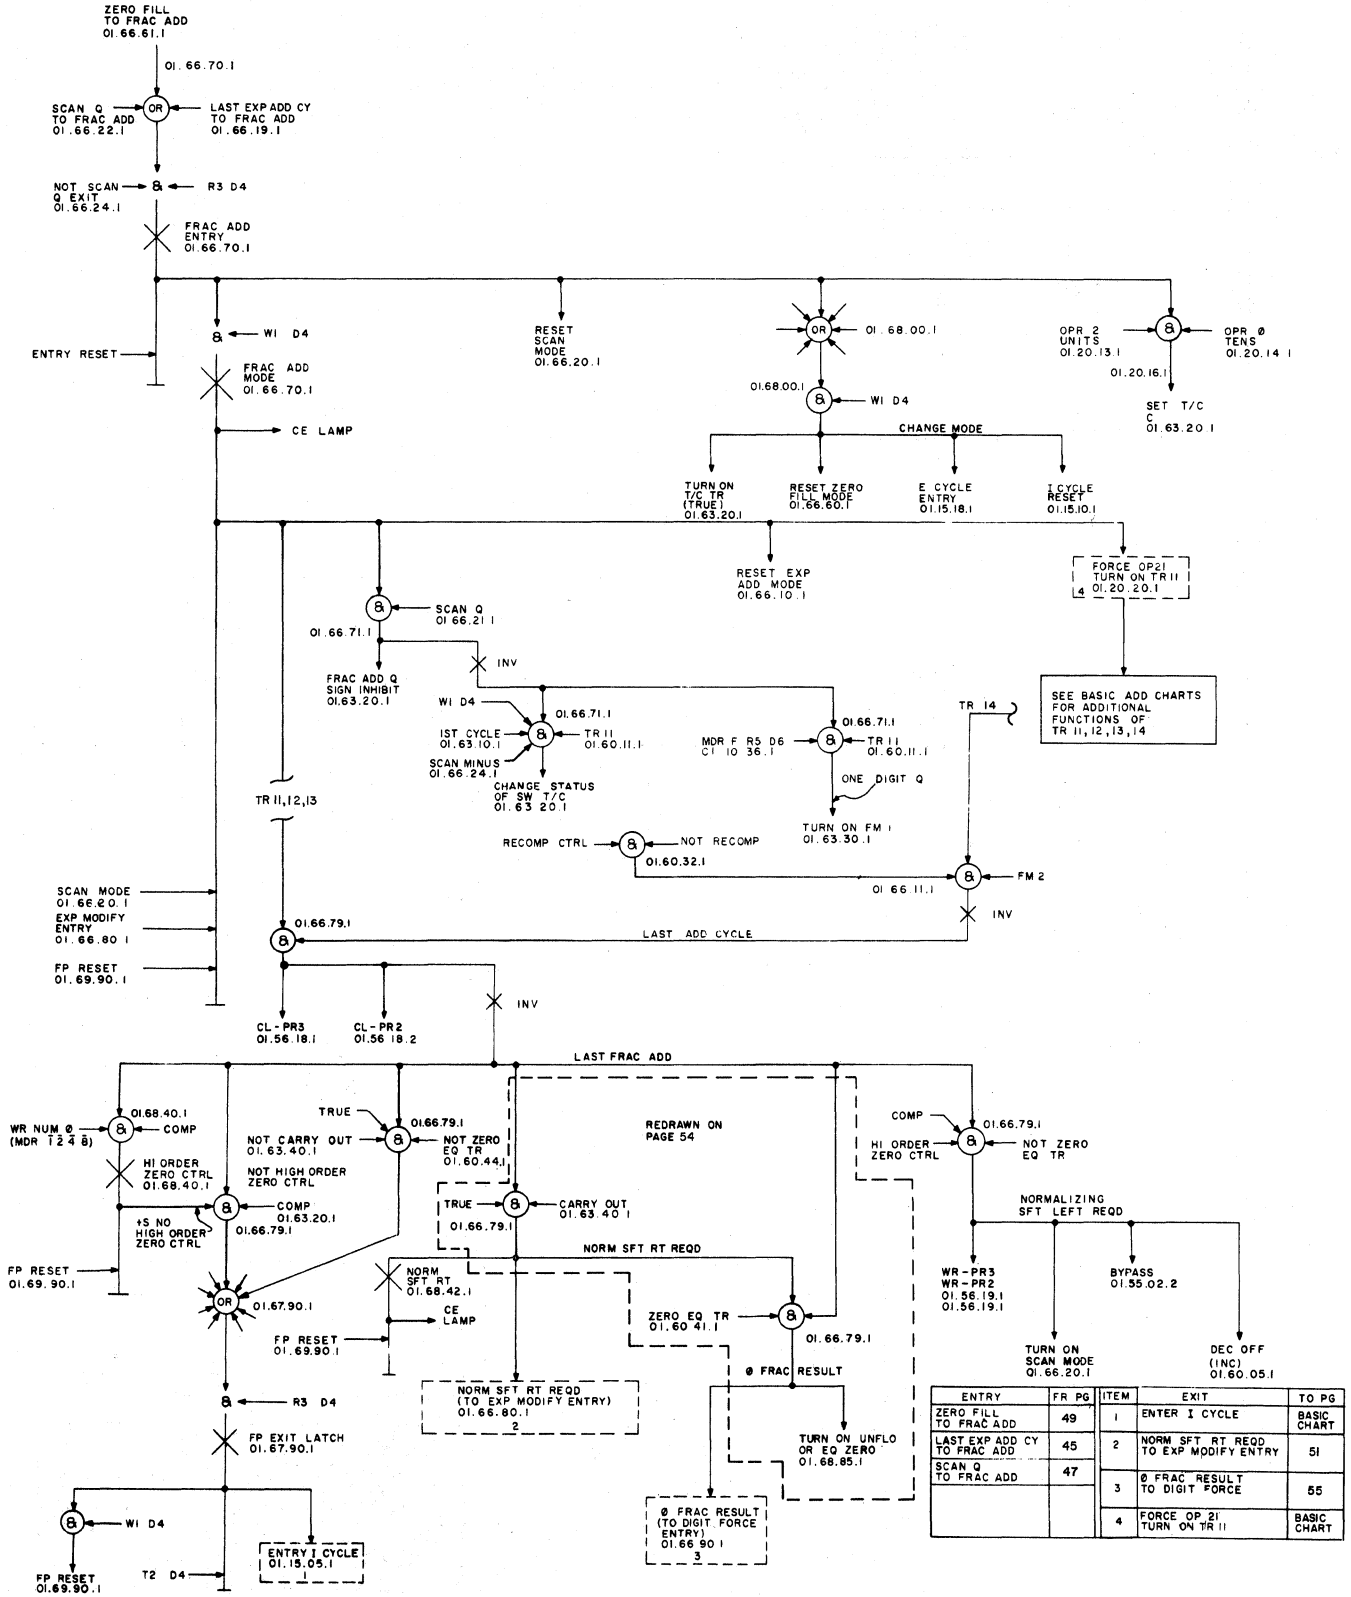 ZERO FILL
TO FRAC ADD
01.66.61.1
01.66.70.1
SCAN Q
TO FRAC ADD
01.66.22.1
OR
LAST EXP ADD CY
TO FRAC ADD
01.66.19.1
NOT SCAN
Q EXIT
01.66.24.1
&
R3 D4
FRAC ADD
ENTRY
01.66.70.1
ENTRY RESET
&
W1 D4
FRAC ADD
MODE
01.66.70.1
CE LAMP
RESET
SCAN
MODE
01.66.20.1
OR
01.68.00.1
01.68.00.1
&
W1 D4
CHANGE MODE
OPR 2
UNITS
01.20.13.1
&
OPR Ø
TENS
01.20.14.1
01.20.16.1
SET T/C
C
01.63.20.1
TURN ON
T/C TR
(TRUE)
01.63.20.1
RESET ZERO
FILL MODE
01.66.60.1
E CYCLE
ENTRY
01.15.18.1
I CYCLE
RESET
01.15.10.1
RESET EXP
ADD MODE
01.66.10.1
FORCE OP21
TURN ON TR11
01.20.20.1
4
&
SCAN Q
01 66.21 1
01.66.71.1
FRAC ADD Q
SIGN INHIBIT
01.63.20.1
INV
W1 D4
01.66.71.1
1ST CYCLE
01.63.10.1
&
TR 11
01.60.11.1
SCAN MINUS
01.66.24.1
CHANGE STATUS
OF SW T/C
01.63 20.1
01.66.71.1
MDR F R5 D6
C1 10 36.1
&
TR 11
01.60.11.1
ONE DIGIT Q
TURN ON FM 1
01.63.30.1
TR 14
SEE BASIC ADD CHARTS
FOR ADDITIONAL
FUNCTIONS OF
TR 11,12,13,14
TR 11,12,13
RECOMP CTRL
&
NOT RECOMP
01.60.32.1
01 66.11.1
&
FM 2
INV
SCAN MODE
01.66.20.1
EXP MODIFY
ENTRY
01.66.80 1
FP RESET
01.69.90.1
01.66.79.1
&
LAST ADD CYCLE
INV
CL-PR3
01.56.18.1
CL-PR2
01.56 18.2
LAST FRAC ADD
01.68.40.1
WR NUM Ø
(MDR 1̄ 2̄ 4̄ 8̄)
&
COMP
HI ORDER
ZERO CTRL
01.68.40.1
+S NO
HIGH ORDER
ZERO CTRL
FP RESET
01.69.90.1
NOT HIGH ORDER
ZERO CTRL
&
COMP
01.63.20.1
01.66.79.1
TRUE
01.66.79.1
NOT CARRY OUT
01.63.40.1
&
NOT ZERO
EQ TR
01.60.44.1
REDRAWN ON
PAGE 54
TRUE
&
CARRY OUT
01.63.40 1
01.66.79.1
NORM SFT RT REQD
NORM
SFT RT
01.68.42.1
CE
LAMP
FP RESET
01.69.90.1
OR
01.67.90.1
COMP
01.66.79.1
HI ORDER
ZERO CTRL
&
NOT ZERO
EQ TR
NORMALIZING
SFT LEFT REQD
WR-PR3
WR-PR2
01.56.19.1
01.56.19.1
BYPASS
01.55.02.2
TURN ON
SCAN MODE
01.66.20.1
DEC OFF
(INC)
01.60.05.1
ZERO EQ TR
01.60 41.1
&
01.66.79.1
Ø FRAC RESULT
NORM SFT RT REQD
(TO EXP MODIFY ENTRY)
01.66.80.1
2
TURN ON UNFLO
OR EQ ZERO
01.68.85.1
Ø FRAC RESULT
(TO DIGIT FORCE
ENTRY)
01.66 90 1
3
&
R3 D4
FP EXIT LATCH
01.67.90.1
&
W1 D4
FP RESET
01.69.90.1
T2 D4
ENTRY I CYCLE
01.15.05.1
1
ENTRY FR PG ITEM EXIT TO PG
ZERO FILL TO FRAC ADD 49 1 ENTER I CYCLE BASIC CHART
LAST EXP ADD CY TO FRAC ADD 45 2 NORM SFT RT REQD TO EXP MODIFY ENTRY 51
SCAN Q TO FRAC ADD 47 3 Ø FRAC RESULT TO DIGIT FORCE 55
4 FORCE OP 21 TURN ON TR 11 BASIC CHART